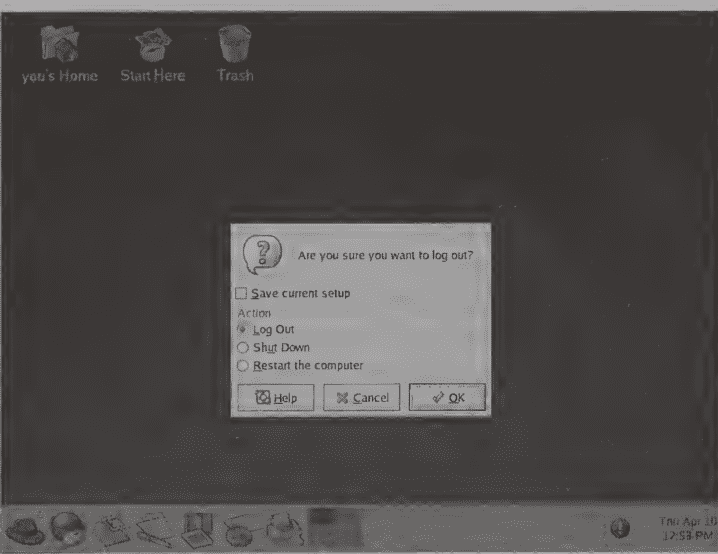 you's Home
Start Here
Trash
Are you sure you want to log out?
Save current setup
Action
Log Out
Shut Down
Restart the computer
Help
Cancel
OK
Thu Apr 10
12:53 PM